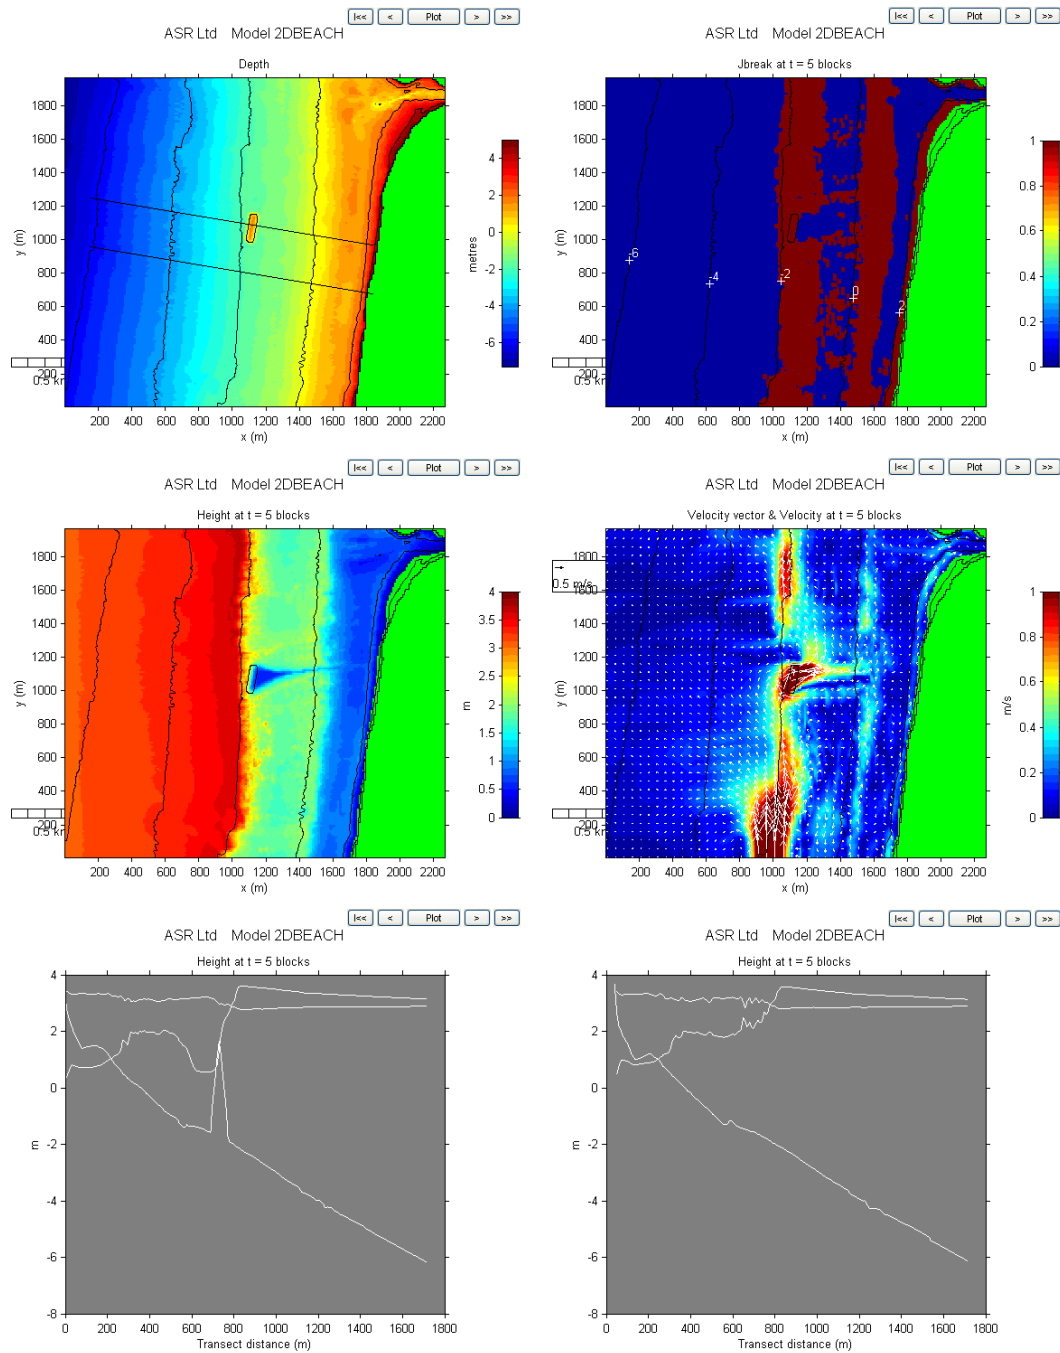 I<< < Plot > >>
ASR Ltd Model 2DBEACH
Depth
y (m)
1800
1600
1400
1200
1000
800
600
400
200
0.5 km
200 400 600 800 1000 1200 1400 1600 1800 2000 2200
x (m)
metres
4
2
0
-2
-4
-6
I<< < Plot > >>
ASR Ltd Model 2DBEACH
Jbreak at t = 5 blocks
y (m)
1800
1600
1400
1200
1000
800
600
400
200
-6
-4
-2
0
2
0.5 km
200 400 600 800 1000 1200 1400 1600 1800 2000 2200
x (m)
1
0.8
0.6
0.4
0.2
0
I<< < Plot > >>
ASR Ltd Model 2DBEACH
Height at t = 5 blocks
y (m)
1800
1600
1400
1200
1000
800
600
400
200
0.5 km
200 400 600 800 1000 1200 1400 1600 1800 2000 2200
x (m)
m
4
3.5
3
2.5
2
1.5
1
0.5
0
I<< < Plot > >>
ASR Ltd Model 2DBEACH
Velocity vector & Velocity at t = 5 blocks
0.5 m/s
y (m)
1800
1600
1400
1200
1000
800
600
400
200
0.5 km
200 400 600 800 1000 1200 1400 1600 1800 2000 2200
x (m)
m/s
1
0.8
0.6
0.4
0.2
0
I<< < Plot > >>
ASR Ltd Model 2DBEACH
Height at t = 5 blocks
m
4
2
0
-2
-4
-6
-8
0 200 400 600 800 1000 1200 1400 1600 1800
Transect distance (m)
I<< < Plot > >>
ASR Ltd Model 2DBEACH
Height at t = 5 blocks
m
4
2
0
-2
-4
-6
-8
0 200 400 600 800 1000 1200 1400 1600 1800
Transect distance (m)